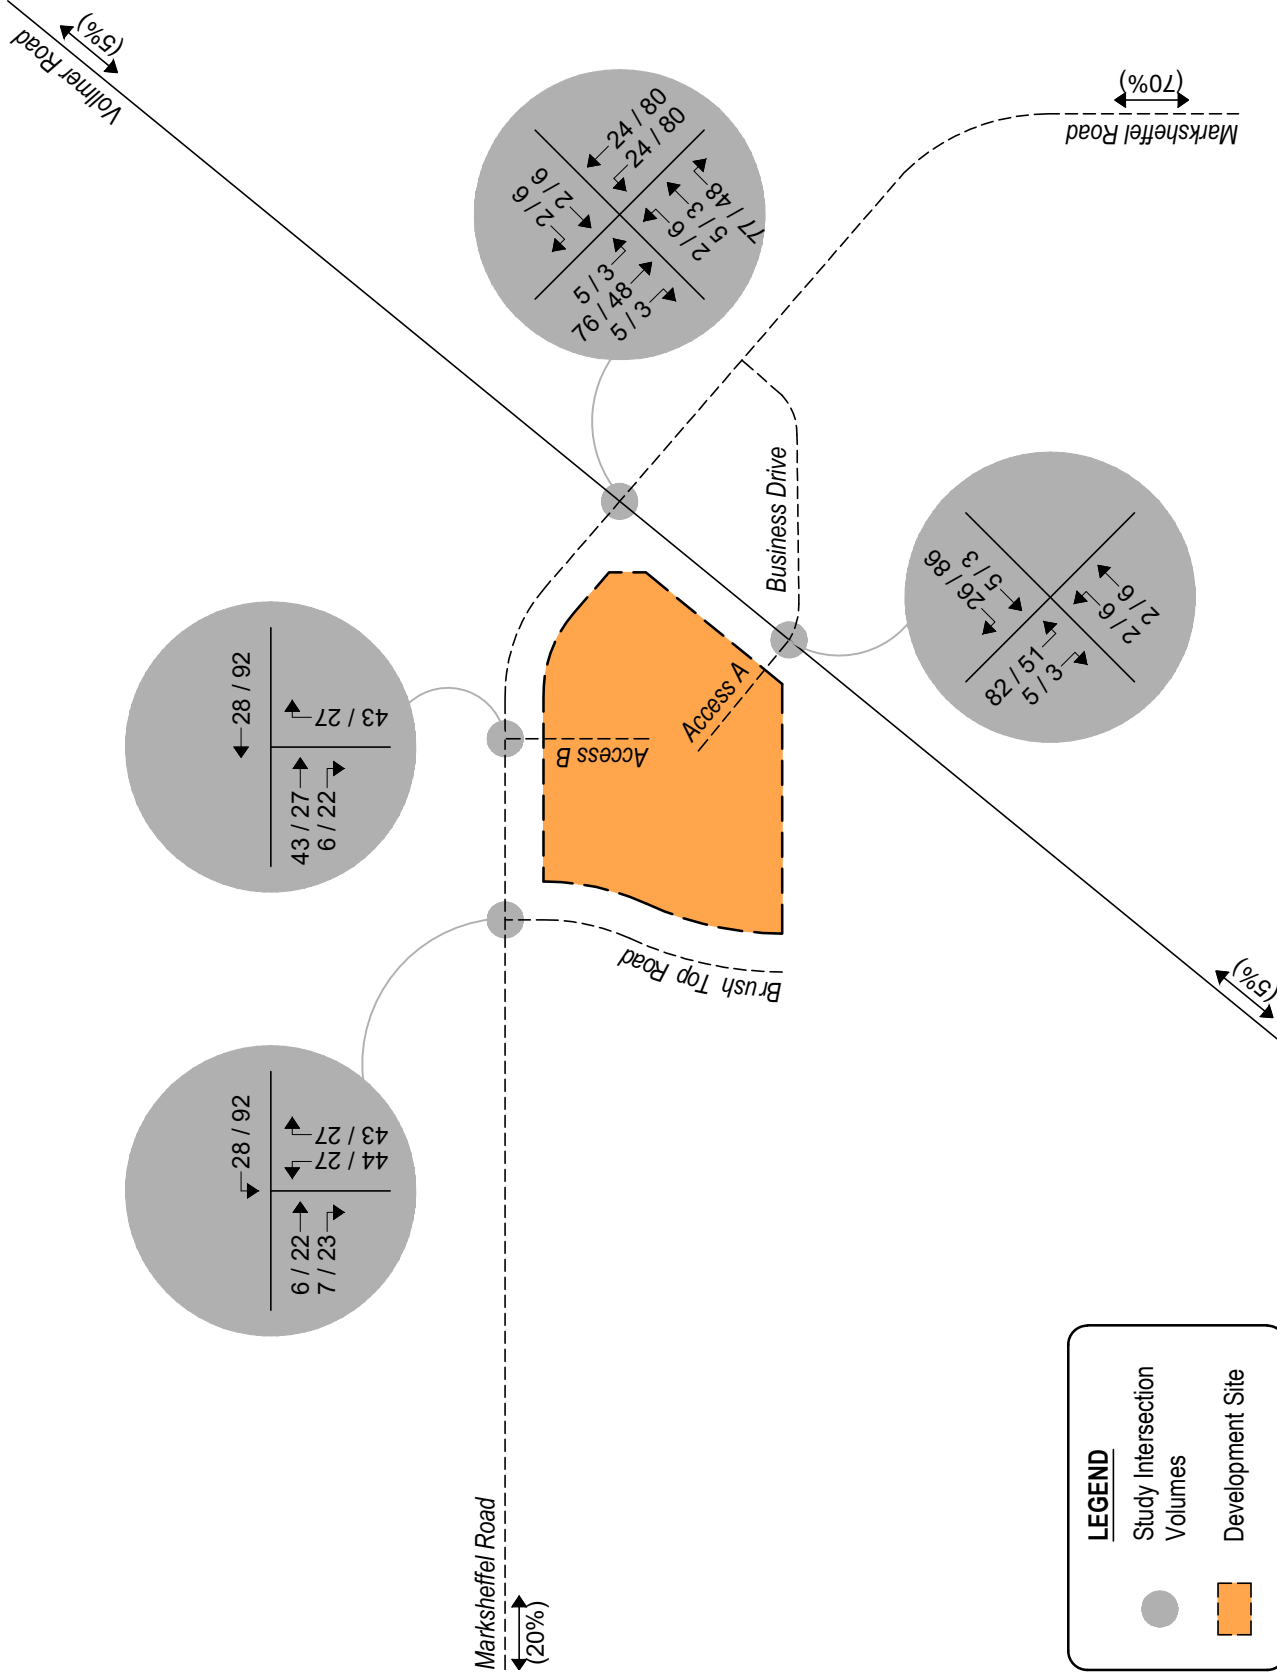 Vollmer Road
(5%)
2 / 6
2 / 6
24 / 80
24 / 80
5 / 3
76 / 48
5 / 3
2 / 6
5 / 3
77 / 48
(70%)
Marksheffel Road
28 / 92
43 / 27
6 / 22
43 / 27
Business Drive
Access A
Access B
Brush Top Road
26 / 86
5 / 3
82 / 51
5 / 3
2 / 6
2 / 6
(5%)
28 / 92
6 / 22
7 / 23
44 / 27
43 / 27
Marksheffel Road
(20%)
LEGEND
Study Intersection
Volumes
Development Site